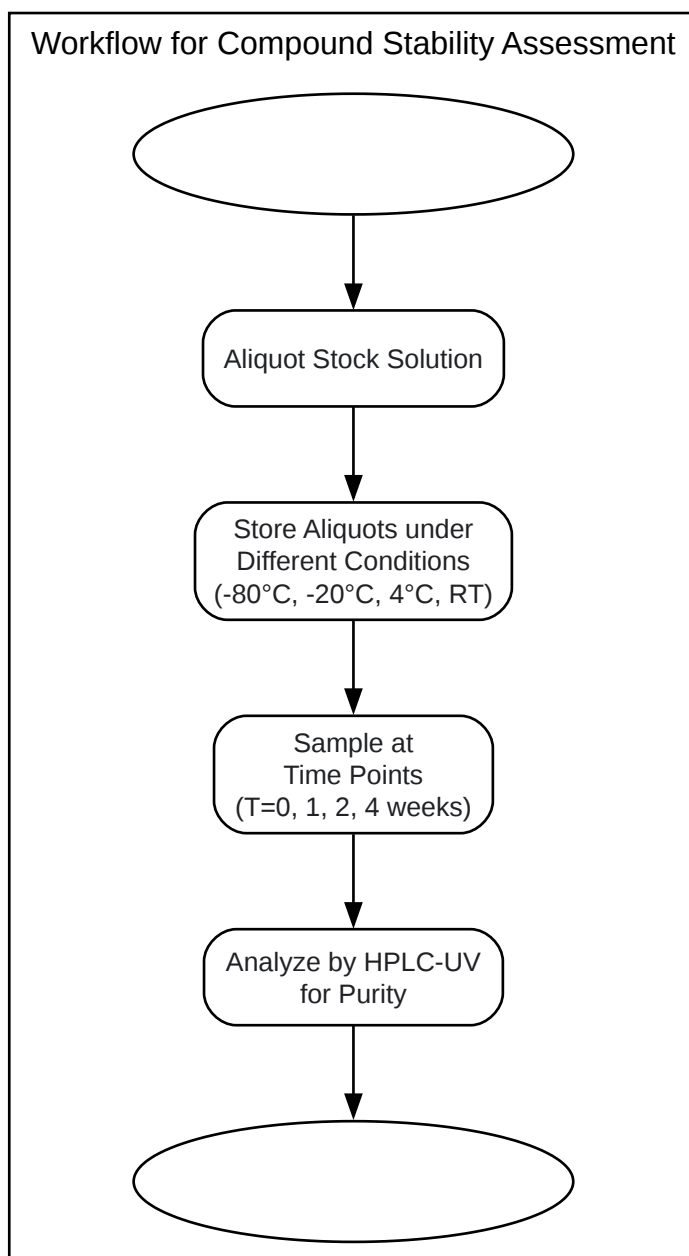 Workflow for Compound Stability Assessment
Aliquot Stock Solution
Store Aliquots under
Different Conditions
(-80°C, -20°C, 4°C, RT)
Sample at
Time Points
(T=0, 1, 2, 4 weeks)
Analyze by HPLC-UV
for Purity